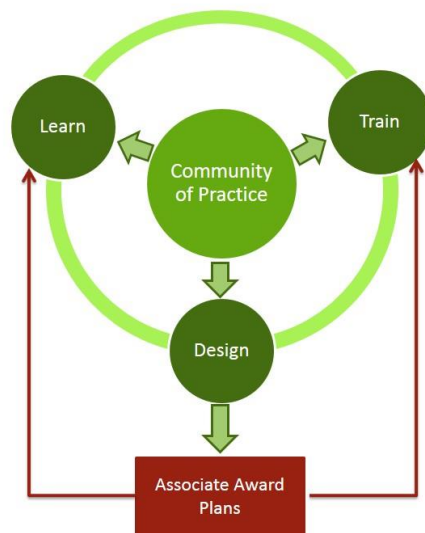 Learn
Train
Community
of Practice
Design
Associate Award
Plans